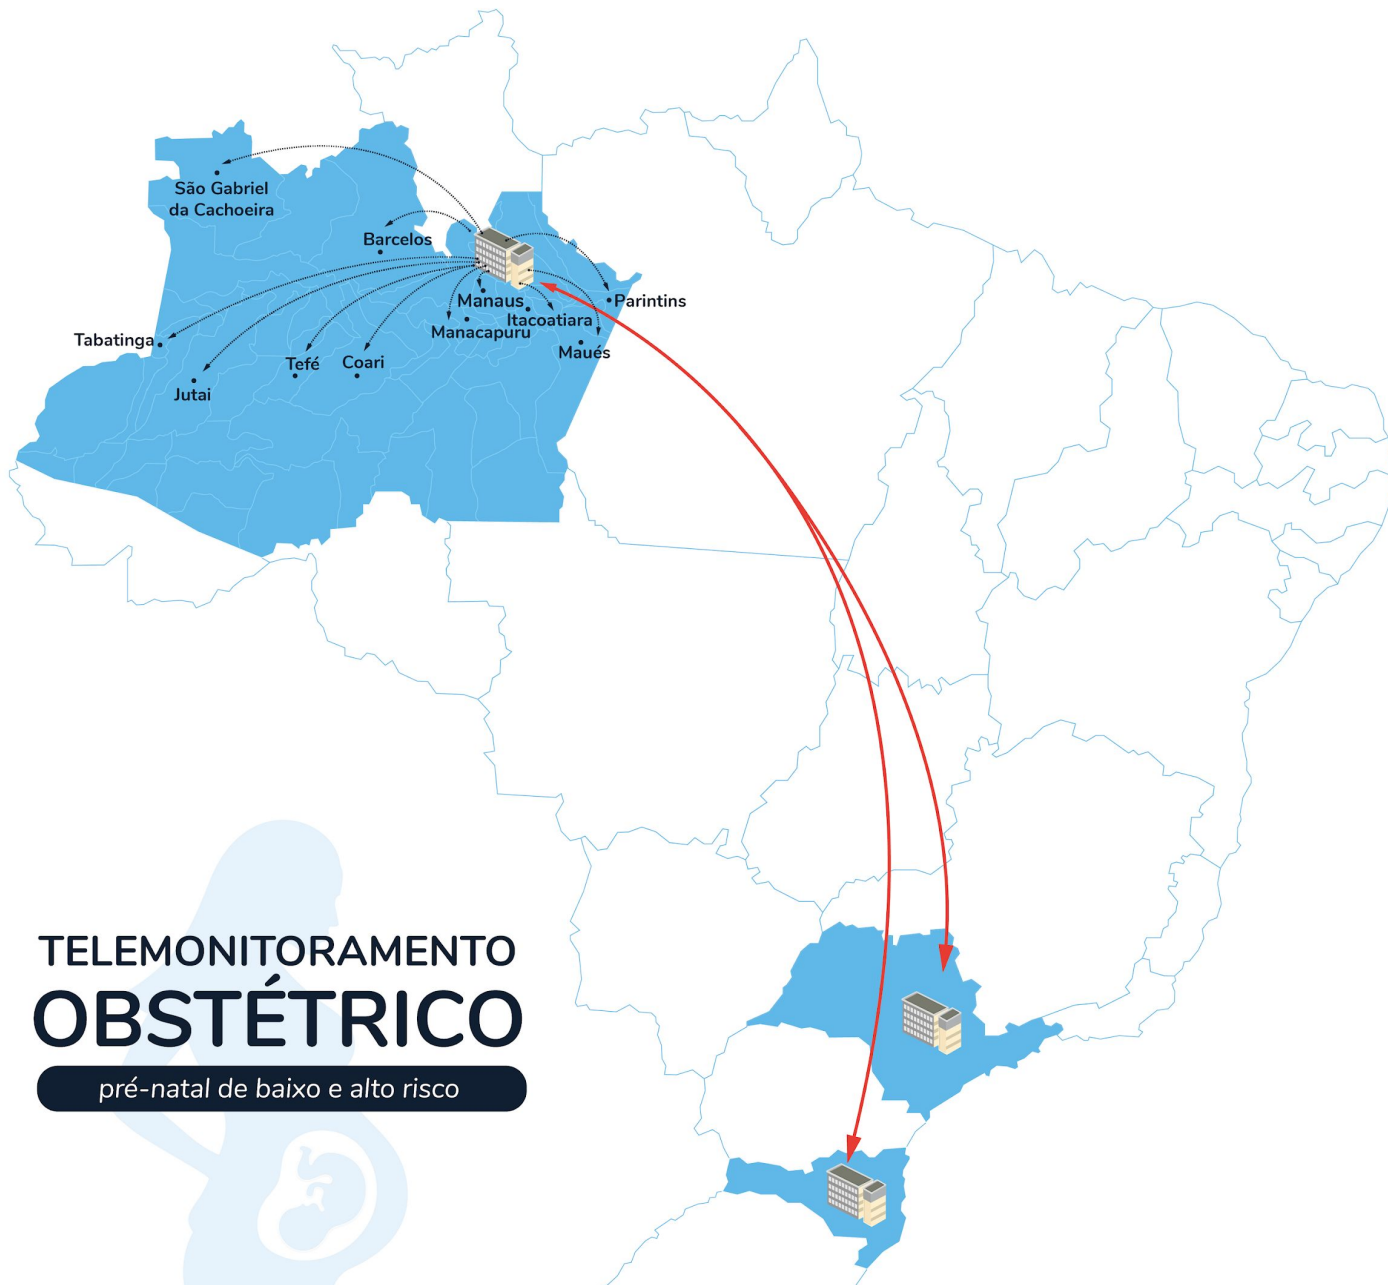 São Gabriel
da Cachoeira
Barcelos
Manaus
Parintins
Itacoatiara
Manacapuru
Tabatinga
Maués
Tefé
Coari
Jutai
TELEMONITORAMENTO
OBSTÉTRICO
pré-natal de baixo e alto risco